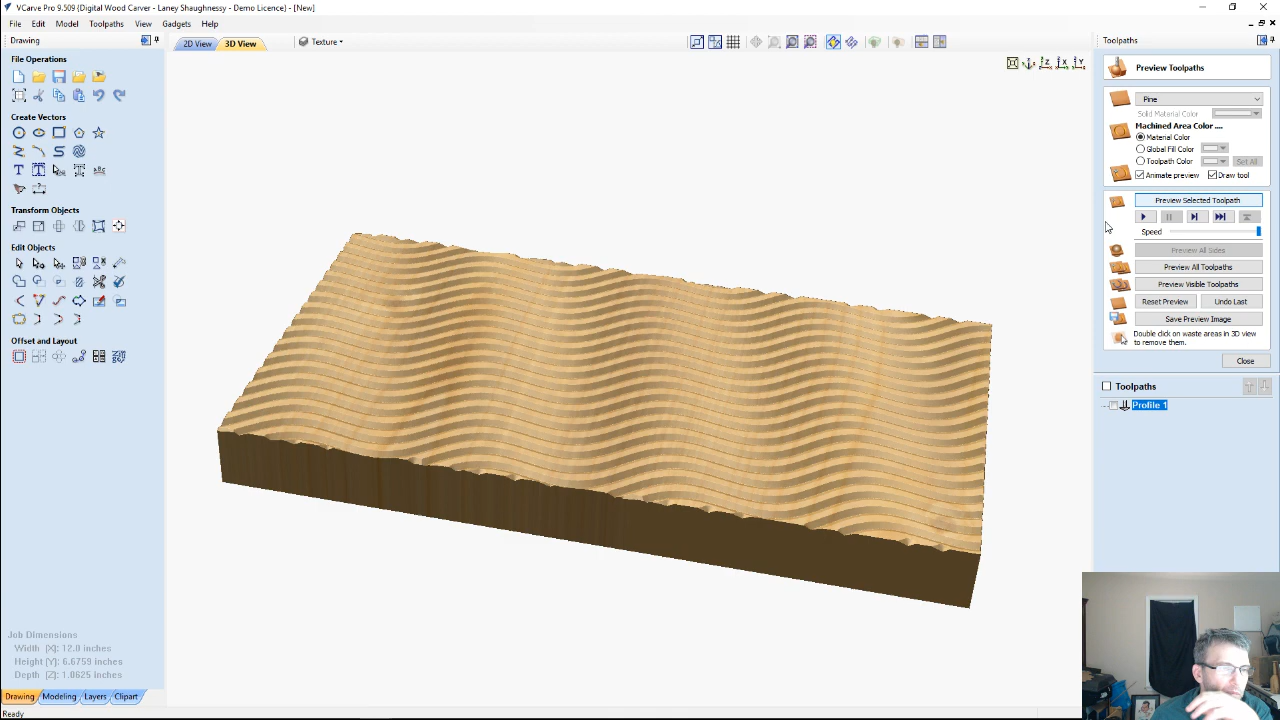 VCarve Pro 9.509 {Digital Wood Carver - Laney Shaughnessy - Demo Licence} - [New]
File Edit Model Toolpaths View Gadgets Help
Drawing
2D View 3D View Texture
Toolpaths
File Operations
Create Vectors
Transform Objects
Edit Objects
Offset and Layout
Job Dimensions
Width (X): 12.0 inches
Height (Y): 6.6759 inches
Depth (Z): 1.0625 inches
Drawing Modeling Layers Clipart
Ready
Preview Toolpaths
Pine
Solid Material Color
Machined Area Color ....
Material Color
Global Fill Color
Toolpath Color Set All
Animate preview Draw tool
Preview Selected Toolpath
Speed
Preview All Sides
Preview All Toolpaths
Preview Visible Toolpaths
Reset Preview Undo Last
Save Preview Image
Double click on waste areas in 3D view
to remove them.
Close
Toolpaths
Profile 1